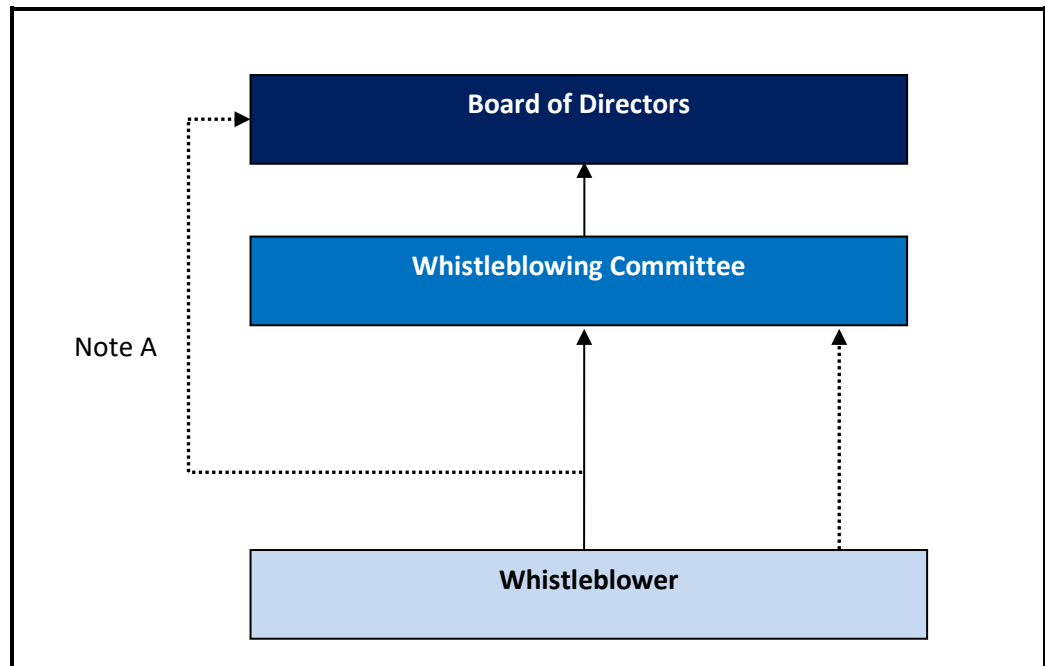 Board of Directors
Whistleblowing Committee
Note A
Whistleblower